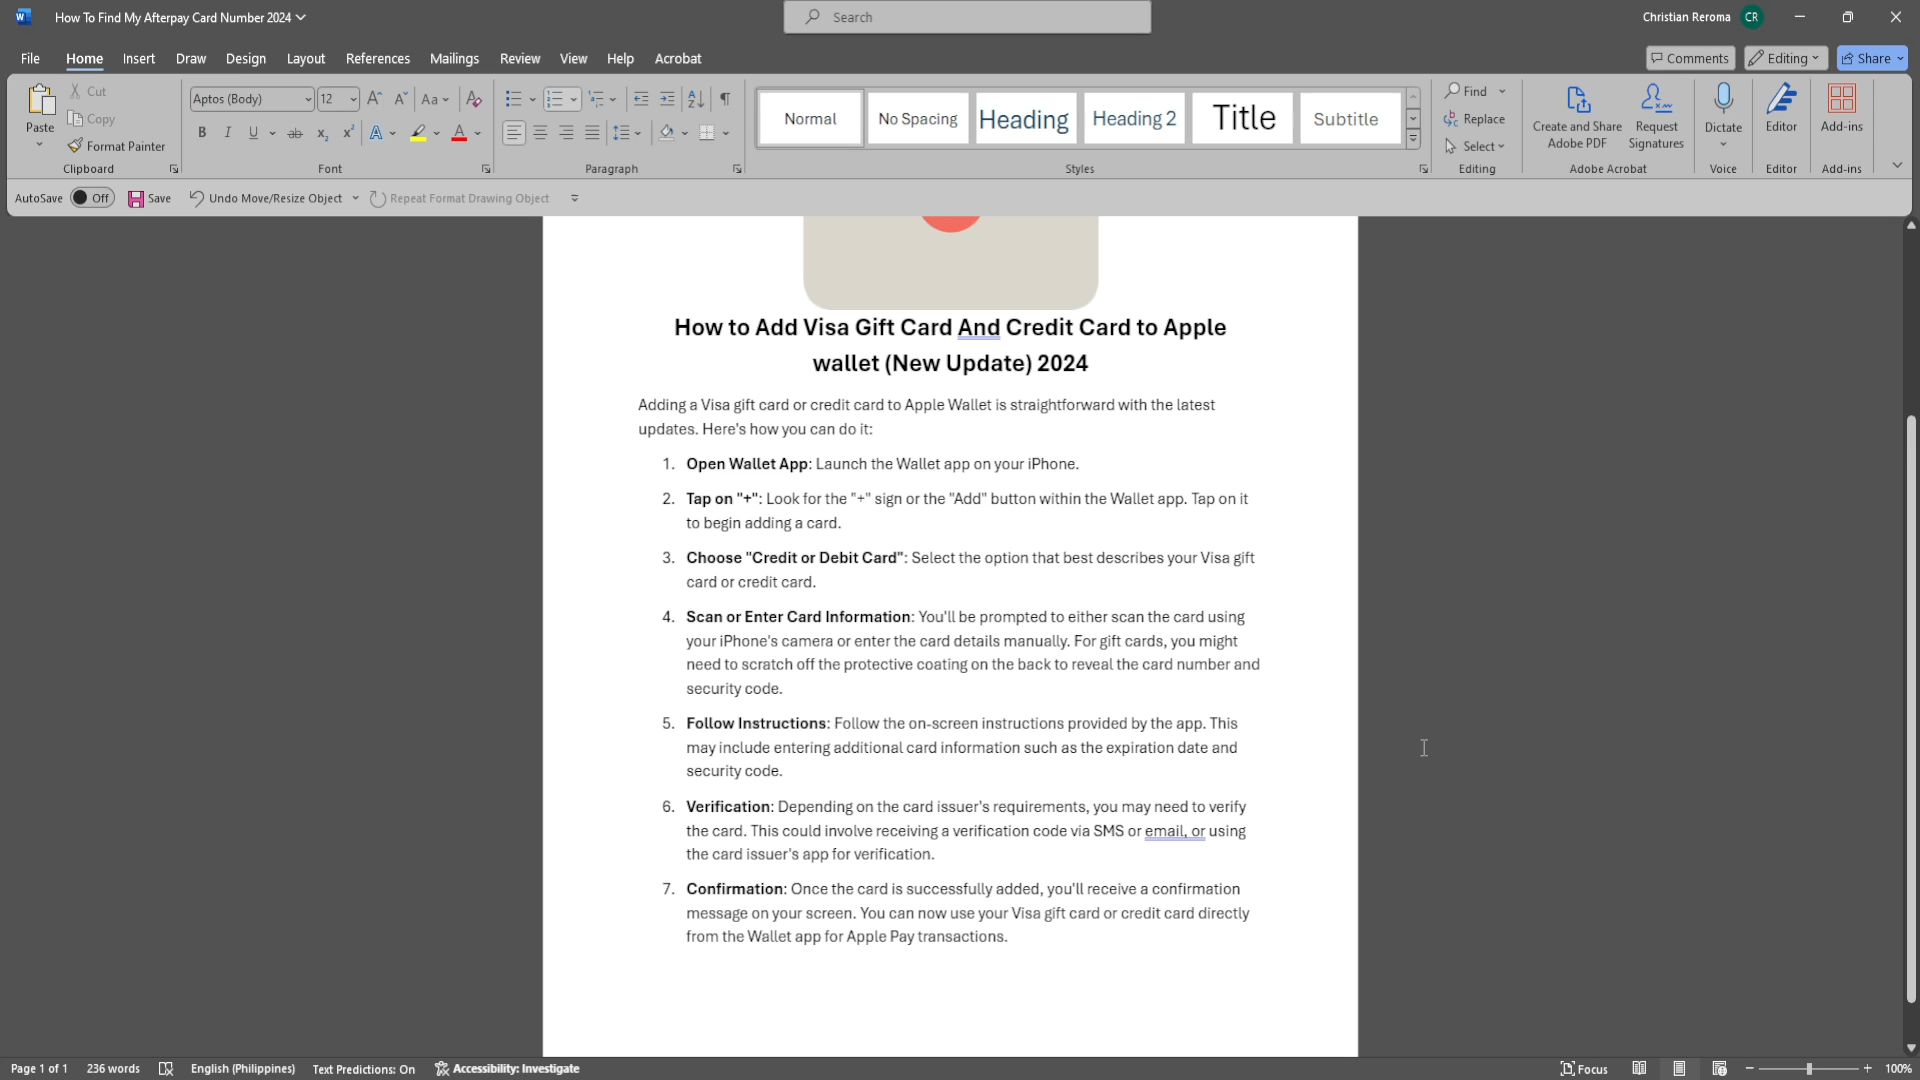 How To Find My Afterpay Card Number 2024
Search
Christian Reroma CR
File Home Insert Draw Design Layout References Mailings Review View Help Acrobat
Comments Editing Share
Paste Cut Copy Format Painter
Aptos (Body) 12
Normal No Spacing Heading Heading 2 Title Subtitle
Find Replace Select
Create and Share Adobe PDF Request Signatures
Dictate Editor Add-ins
Clipboard Font Paragraph Styles Editing Adobe Acrobat Voice Editor Add-ins
AutoSave Off Save Undo Move/Resize Object Repeat Format Drawing Object
How to Add Visa Gift Card And Credit Card to Apple
wallet (New Update) 2024
Adding a Visa gift card or credit card to Apple Wallet is straightforward with the latest
updates. Here's how you can do it:
1. Open Wallet App: Launch the Wallet app on your iPhone.
2. Tap on "+": Look for the "+" sign or the "Add" button within the Wallet app. Tap on it
to begin adding a card.
3. Choose "Credit or Debit Card": Select the option that best describes your Visa gift
card or credit card.
4. Scan or Enter Card Information: You'll be prompted to either scan the card using
your iPhone's camera or enter the card details manually. For gift cards, you might
need to scratch off the protective coating on the back to reveal the card number and
security code.
5. Follow Instructions: Follow the on-screen instructions provided by the app. This
may include entering additional card information such as the expiration date and
security code.
6. Verification: Depending on the card issuer's requirements, you may need to verify
the card. This could involve receiving a verification code via SMS or email, or using
the card issuer's app for verification.
7. Confirmation: Once the card is successfully added, you'll receive a confirmation
message on your screen. You can now use your Visa gift card or credit card directly
from the Wallet app for Apple Pay transactions.
Page 1 of 1 236 words English (Philippines) Text Predictions: On Accessibility: Investigate
Focus 100%